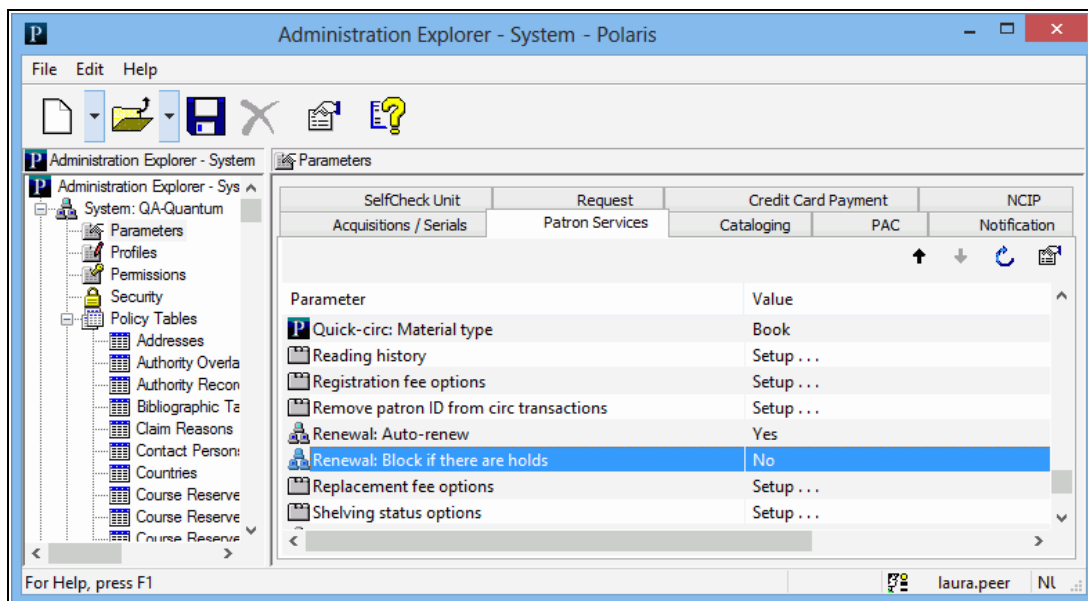 Administration Explorer - System - Polaris
File Edit Help
Administration Explorer - System
Parameters
Administration Explorer - Sys
System: QA-Quantum
Parameters
Profiles
Permissions
Security
Policy Tables
Addresses
Authority Overla
Authority Recon
Bibliographic Ta
Claim Reasons
Contact Person:
Countries
Course Reserve
Course Reserve
Course Reserve
SelfCheck Unit Request Credit Card Payment NCIP
Acquisitions / Serials Patron Services Cataloging PAC Notification
Parameter Value
Quick-circ: Material type Book
Reading history Setup . . .
Registration fee options Setup . . .
Remove patron ID from circ transactions Setup . . .
Renewal: Auto-renew Yes
Renewal: Block if there are holds No
Replacement fee options Setup . . .
Shelving status options Setup . . .
For Help, press F1 laura.peer NU